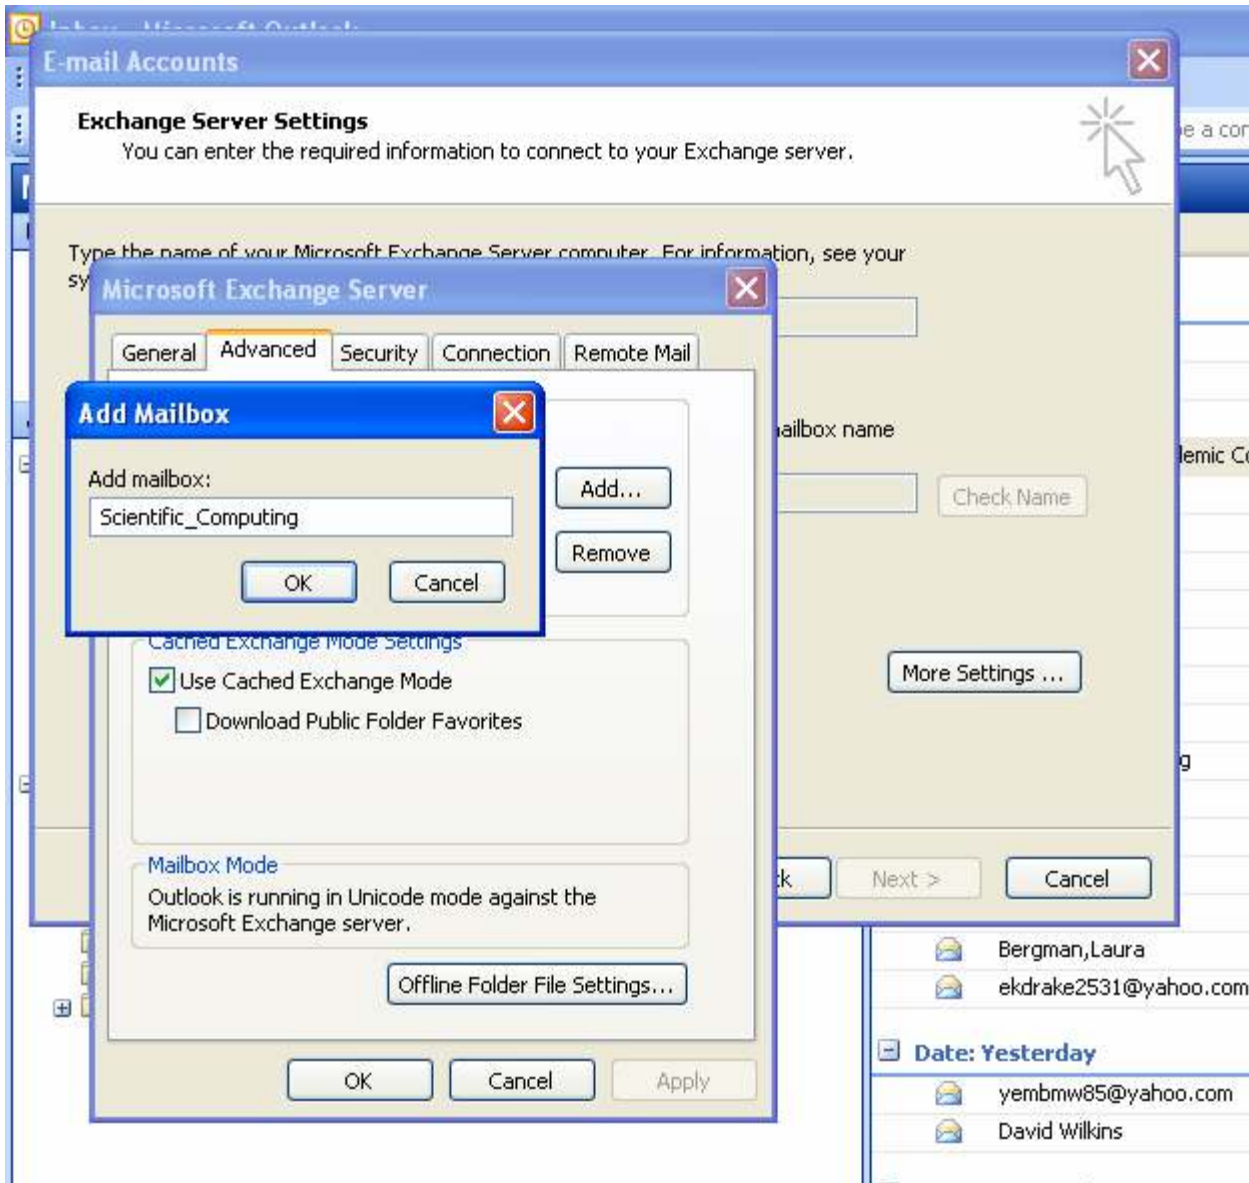 E-mail Accounts
Exchange Server Settings
You can enter the required information to connect to your Exchange server.
Type the name of your Microsoft Exchange Server computer. For information, see your
Microsoft Exchange Server
General Advanced Security Connection Remote Mail
Add Mailbox
name
Add mailbox:
Add...
Check Name
Scientific_Computing
Remove
OK Cancel
Cached Exchange Mode Settings
Use Cached Exchange Mode
More Settings ...
Download Public Folder Favorites
Mailbox Mode
Next >
Cancel
Outlook is running in Unicode mode against the
Microsoft Exchange server.
Bergman,Laura
Offline Folder File Settings...
ekdrake2531@yahoo.com
Date: Yesterday
OK Cancel Apply
yembmw85@yahoo.com
David Wilkins